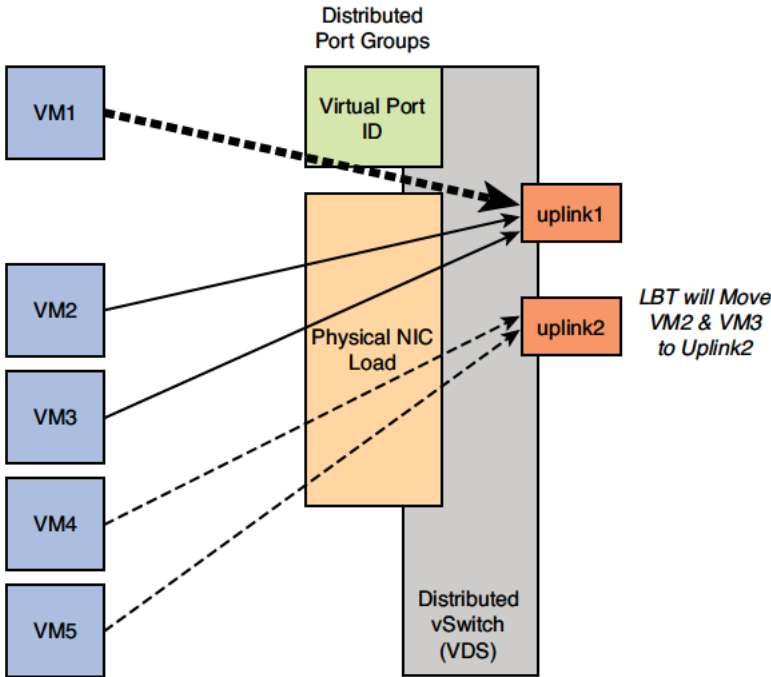 Distributed
Port Groups
VM1
Virtual Port
ID
uplink1
VM2
LBT will Move
VM2 & VM3
to Uplink2
uplink2
Physical NIC
Load
VM3
VM4
VM5
Distributed
vSwitch
(VDS)